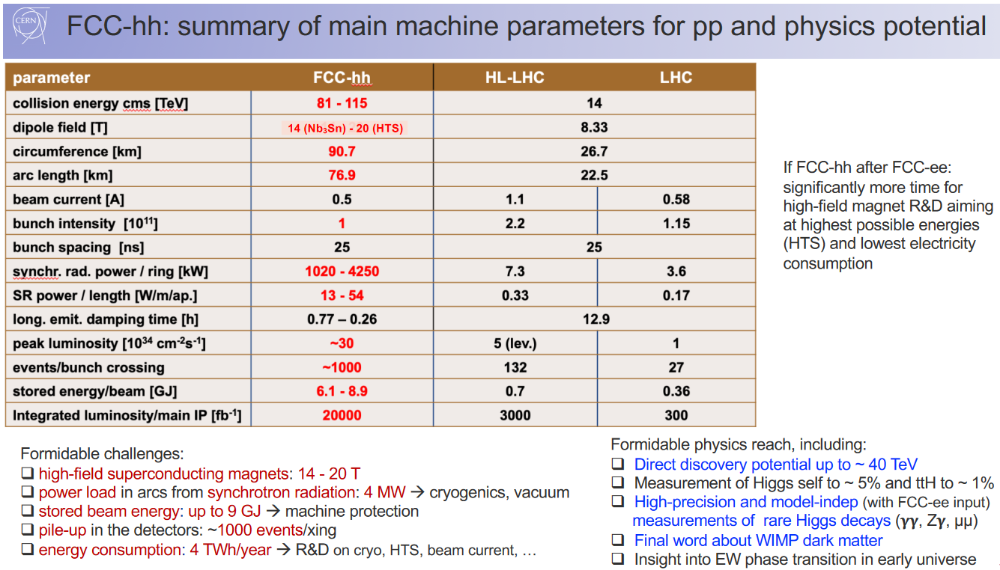 CERN
FCC-hh: summary of main machine parameters for pp and physics potential
parameter FCC-hh HL-LHC LHC
collision energy cms [TeV] 81 - 115 14
dipole field [T] 14 (Nb₃Sn) - 20 (HTS) 8.33
circumference [km] 90.7 26.7
arc length [km] 76.9 22.5
beam current [A] 0.5 1.1 0.58
bunch intensity [10¹¹] 1 2.2 1.15
bunch spacing [ns] 25 25
synchr. rad. power / ring [kW] 1020 - 4250 7.3 3.6
SR power / length [W/m/ap.] 13 - 54 0.33 0.17
long. emit. damping time [h] 0.77 – 0.26 12.9
peak luminosity [10³⁴ cm⁻²s⁻¹] ~30 5 (lev.) 1
events/bunch crossing ~1000 132 27
stored energy/beam [GJ] 6.1 - 8.9 0.7 0.36
Integrated luminosity/main IP [fb⁻¹] 20000 3000 300
If FCC-hh after FCC-ee:
significantly more time for
high-field magnet R&D aiming
at highest possible energies
(HTS) and lowest electricity
consumption
Formidable challenges:
❑ high-field superconducting magnets: 14 - 20 T
❑ power load in arcs from synchrotron radiation: 4 MW → cryogenics, vacuum
❑ stored beam energy: up to 9 GJ → machine protection
❑ pile-up in the detectors: ~1000 events/xing
❑ energy consumption: 4 TWh/year → R&D on cryo, HTS, beam current, …
Formidable physics reach, including:
❑ Direct discovery potential up to ~ 40 TeV
❑ Measurement of Higgs self to ~ 5% and ttH to ~ 1%
❑ High-precision and model-indep (with FCC-ee input)
measurements of rare Higgs decays (γγ, Zγ, μμ)
❑ Final word about WIMP dark matter
❑ Insight into EW phase transition in early universe